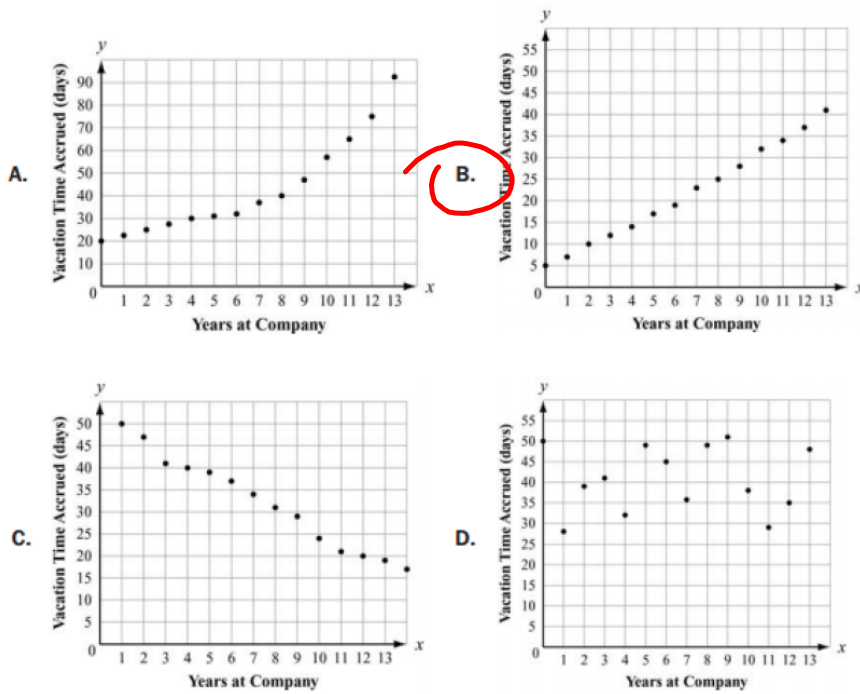 A.
y
Vacation Time Accrued (days)
90
80
70
60
50
40
30
20
10
0
1 2 3 4 5 6 7 8 9 10 11 12 13
x
Years at Company
B.
y
Vacation Time Accrued (days)
55
50
45
40
35
30
25
20
15
10
5
0
1 2 3 4 5 6 7 8 9 10 11 12 13
x
Years at Company
C.
y
Vacation Time Accrued (days)
50
45
40
35
30
25
20
15
10
5
0
1 2 3 4 5 6 7 8 9 10 11 12 13
x
Years at Company
D.
y
Vacation Time Accrued (days)
55
50
45
40
35
30
25
20
15
10
5
0
1 2 3 4 5 6 7 8 9 10 11 12 13
x
Years at Company